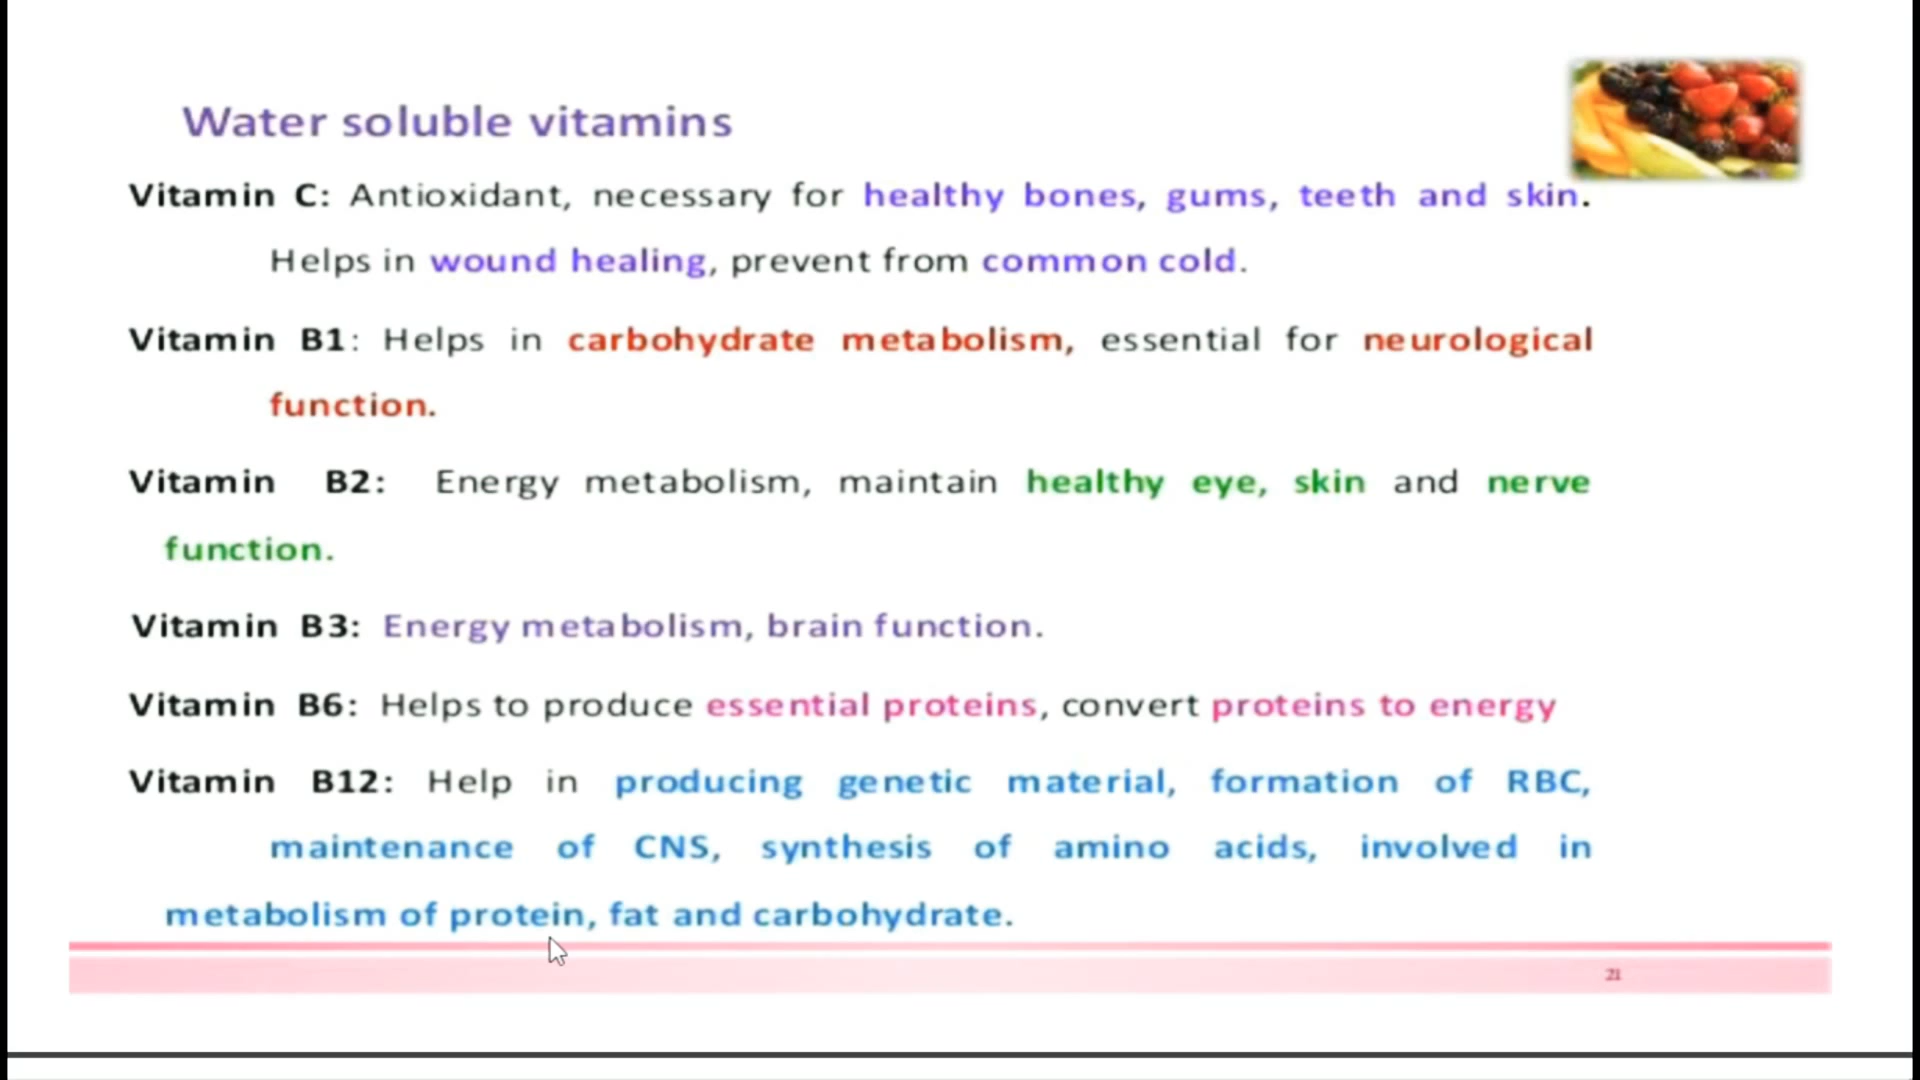 Water soluble vitamins
Vitamin C: Antioxidant, necessary for healthy bones, gums, teeth and skin.
Helps in wound healing, prevent from common cold.
Vitamin B1: Helps in carbohydrate metabolism, essential for neurological
function.
Vitamin B2: Energy metabolism, maintain healthy eye, skin and nerve
function.
Vitamin B3: Energy metabolism, brain function.
Vitamin B6: Helps to produce essential proteins, convert proteins to energy
Vitamin B12: Help in producing genetic material, formation of RBC,
maintenance of CNS, synthesis of amino acids, involved in
metabolism of protein, fat and carbohydrate.
21